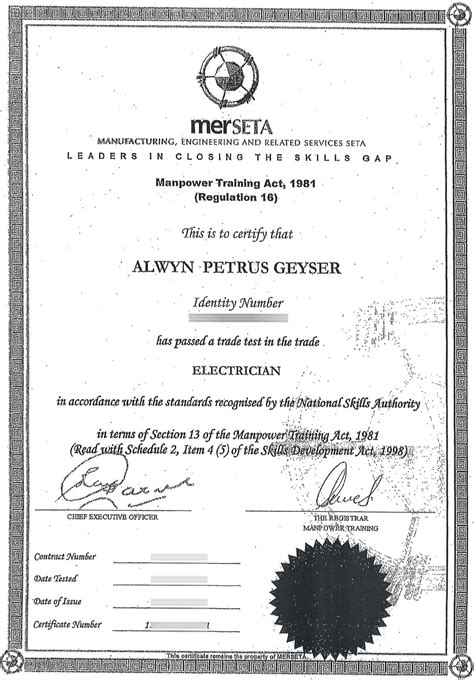 merSETA
MANUFACTURING, ENGINEERING AND RELATED SERVICES SETA
LEADERS IN CLOSING THE SKILLS GAP
Manpower Training Act, 1981
(Regulation 16)
This is to certify that
ALWYN PETRUS GEYSER
Identity Number
has passed a trade test in the trade
ELECTRICIAN
in accordance with the standards recognised by the National Skills Authority
in terms of Section 13 of the Manpower Training Act, 1981
(Read with Schedule 2, Item 4 (5) of the Skills Development Act, 1998)
CHIEF EXECUTIVE OFFICER
THE REGISTRAR
MANPOWER TRAINING
Contract Number
Date Tested
Date of Issue
Certificate Number
This certificate remains the property of MERSETA